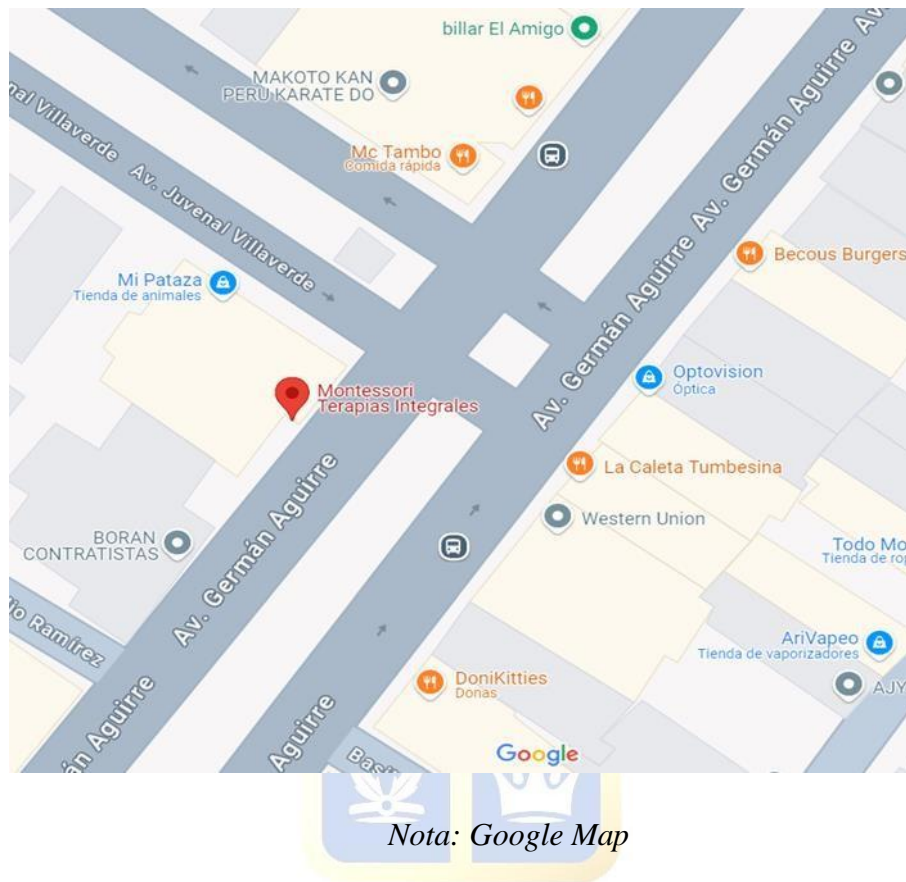 billar El Amigo
MAKOTO KAN
PERU KARATE DO
Av. Germán Aguirre
Av. Germán Aguirre
Mc Tambo
Comida rápida
Villaverde
Av. Juvenal Villaverde
Becous Burgers
Mi Pataza
Tienda de animales
Av. Germán Aguirre
Optovision
Óptica
Montessori
Terapias Integrales
La Caleta Tumbesina
Western Union
Av. Germán Aguirre
BORAN
CONTRATISTAS
Todo Mo
Tienda de rop
Ramírez
AriVapeo
Tienda de vaporizadores
DoniKitties
Donas
AJY
Aguirre
Aguirre
Google
Nota: Google Map